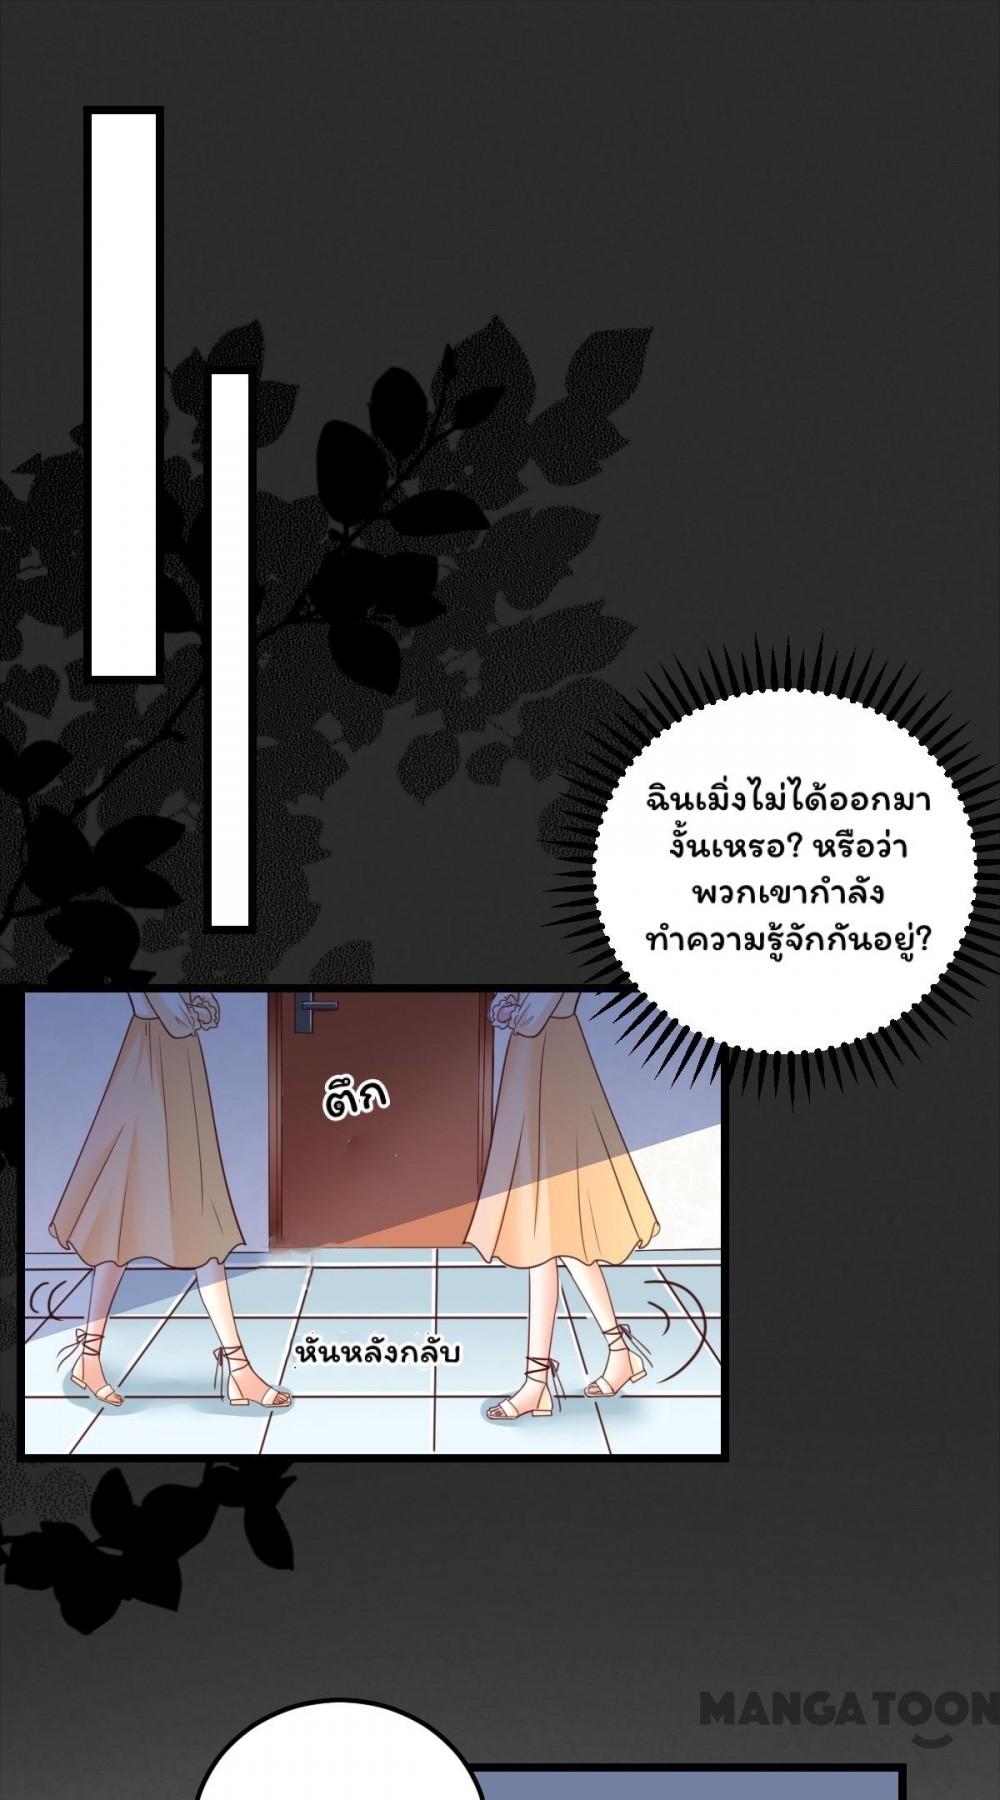 ฉินเมิ่งไม่ได้ออกมา
งั้นเหรอ? หรือว่า
พวกเขากำลัง
ทำความรู้จักกันอยู่?
ตึก
หันหลังกลับ
MANGATOON